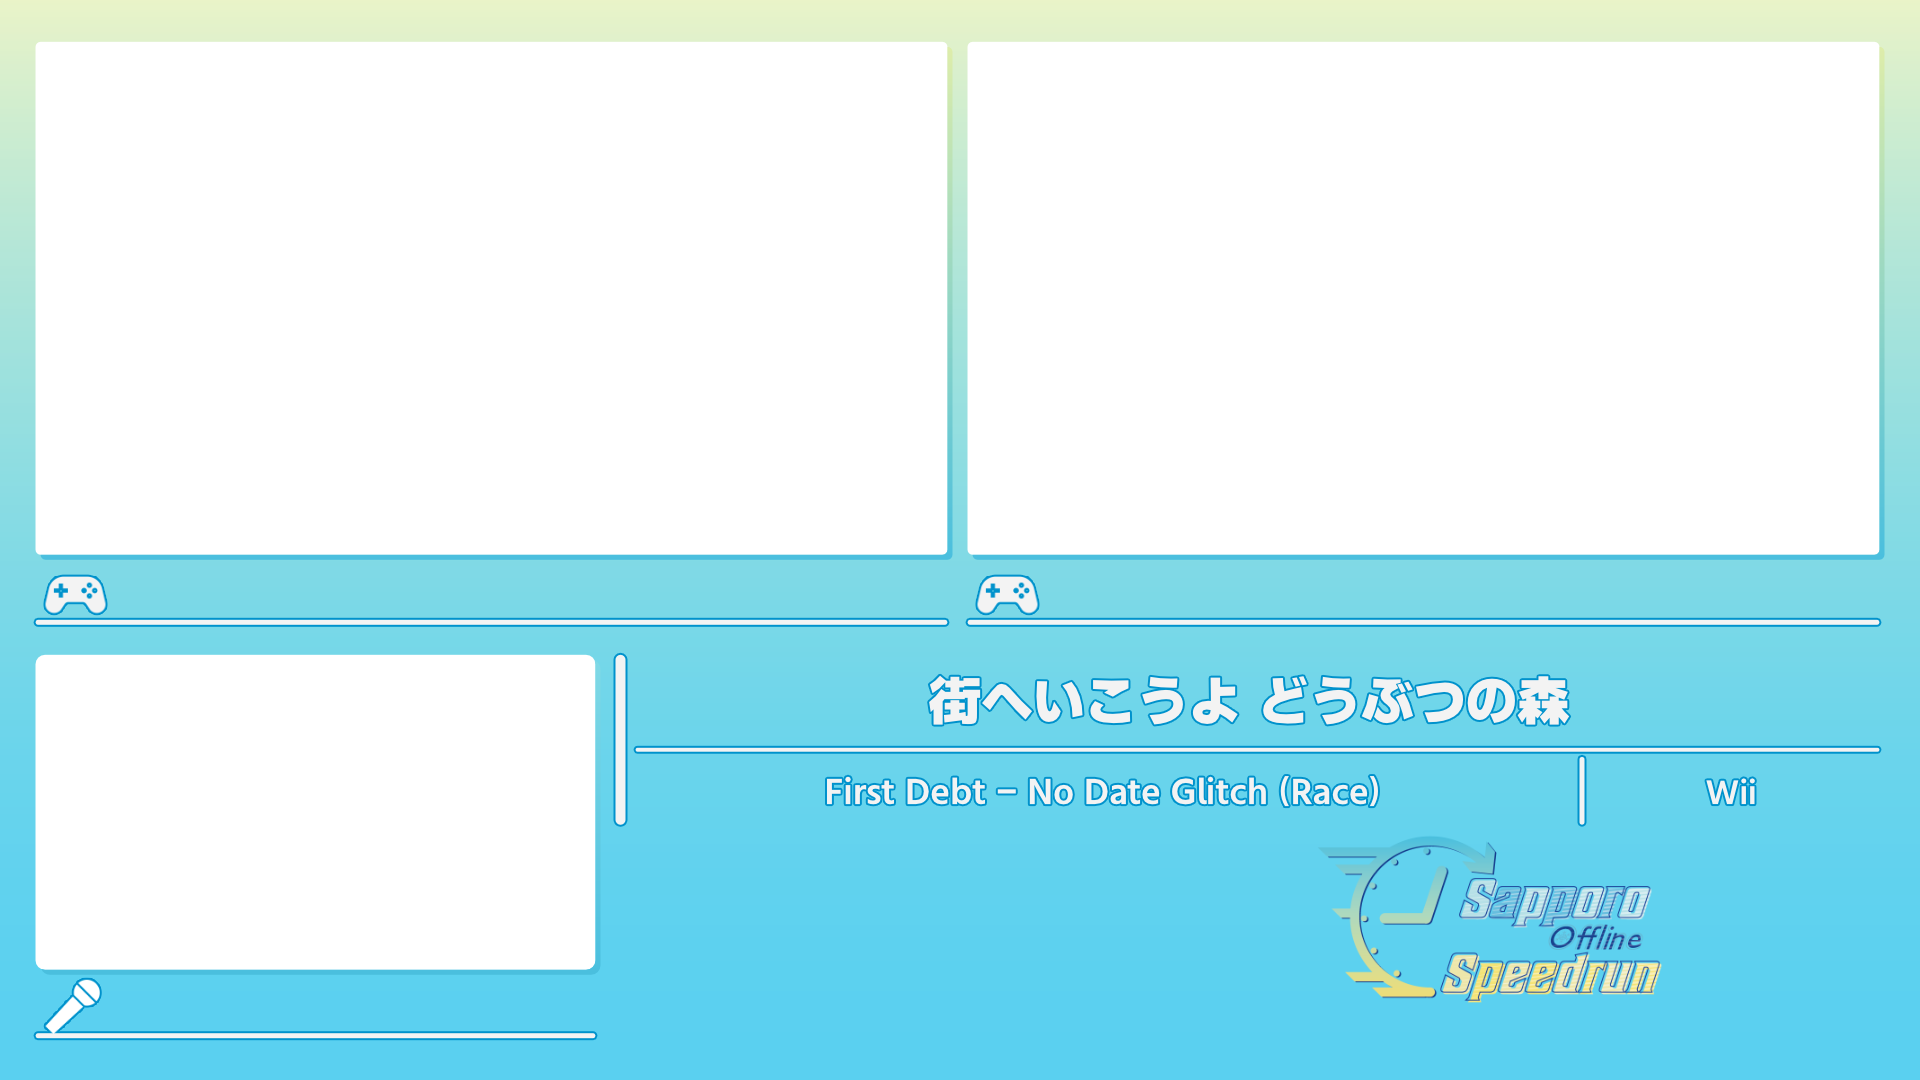 街へいこうよ どうぶつの森
First Debt - No Date Glitch (Race)
Wii
Sapporo
Offline
Speedrun